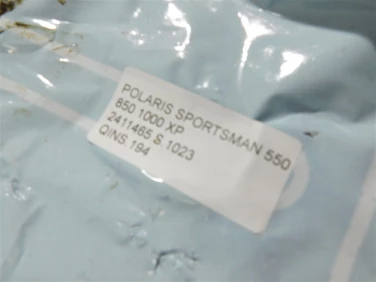 POLARIS SPORTSMAN 550
850 1000 XP
2411465 S.1023
QINS.194